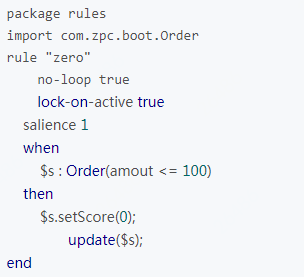 package rules
import com.zpc.boot.Order
rule "zero"
no-loop true
lock-on-active true
salience 1
when
$s : Order(amout <= 100)
then
$s.setScore(0);
update($s);
end